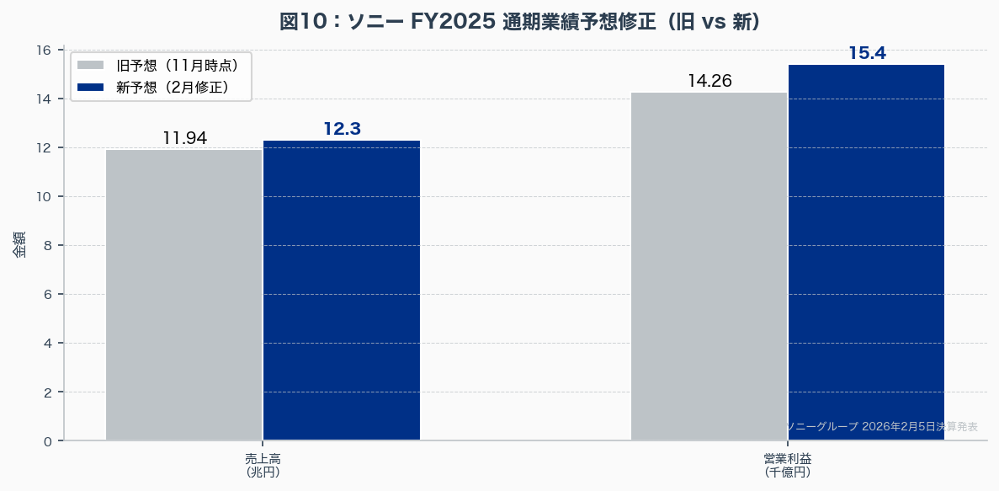 図10：ソニー FY2025 通期業績予想修正（旧 vs 新）
旧予想（11月時点）
新予想（2月修正）
金額
16
14
12
10
8
6
4
2
0
11.94
12.3
14.26
15.4
売上高
（兆円）
営業利益
（千億円）
ソニーグループ 2026年2月5日決算発表